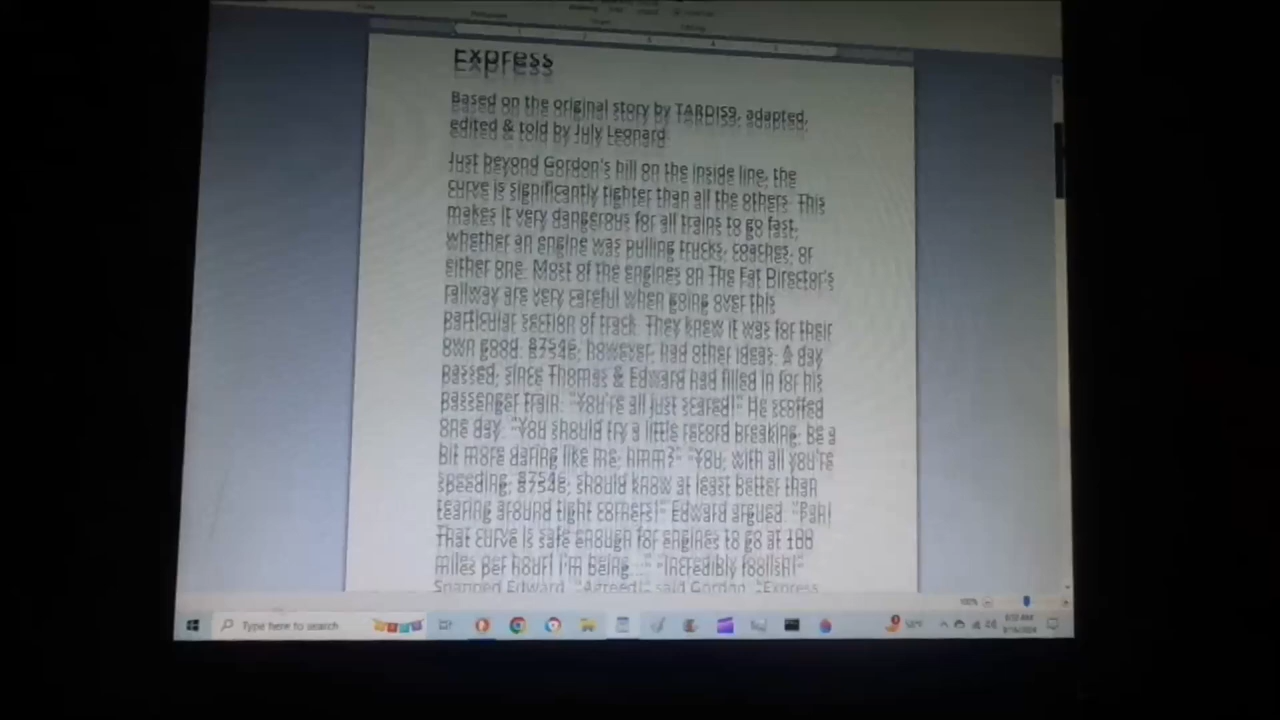 Express
Based on the original story by TARDIS9, adapted,
edited & told by July Leonard
Just beyond Gordon's hill on the inside line, the
curve is significantly tighter than all the others. This
makes it very dangerous for all trains to go fast,
whether an engine was pulling trucks, coaches, or
either one. Most of the engines on The Fat Director's
railway are very careful when going over this
particular section of track. They knew it was for their
own good. 87546, however, had other ideas. A day
passed, since Thomas & Edward had filled in for his
passenger train. "You're all just scared!" He scoffed
one day. "You should try a little record breaking, be a
bit more daring like me, hmm?" "You, with all you're
speeding, 87546, should know at least better than
tearing around tight corners!" Edward argued. "Pah!
That curve is safe enough for engines to go at 100
miles per hour! I'm being..." "Incredibly foolish!"
Snapped Edward. "Agreed!" said Gordon. "Express
100%
Type here to search
58°F